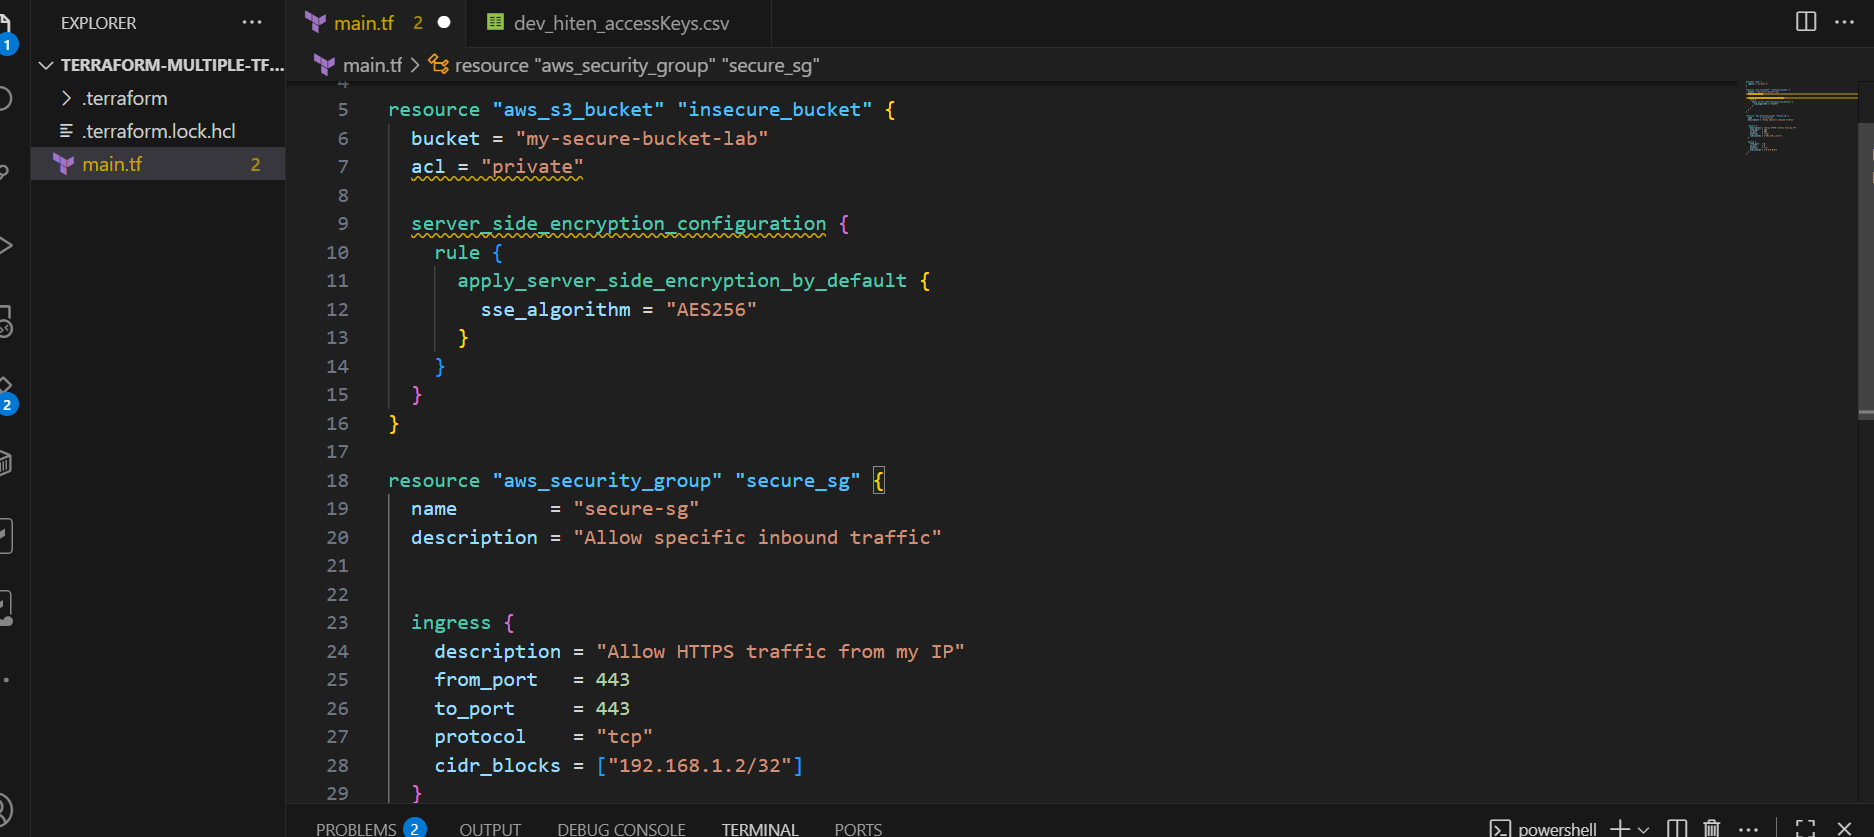 EXPLORER ...
TERRAFORM-MULTIPLE-TF...
.terraform
.terraform.lock.hcl
main.tf 2
1
2
main.tf 2 dev_hiten_accessKeys.csv
main.tf > resource "aws_security_group" "secure_sg"
4
5 resource "aws_s3_bucket" "insecure_bucket" {
6 bucket = "my-secure-bucket-lab"
7 acl = "private"
8
9 server_side_encryption_configuration {
10 rule {
11 apply_server_side_encryption_by_default {
12 sse_algorithm = "AES256"
13 }
14 }
15 }
16 }
17
18 resource "aws_security_group" "secure_sg" {
19 name = "secure-sg"
20 description = "Allow specific inbound traffic"
21
22
23 ingress {
24 description = "Allow HTTPS traffic from my IP"
25 from_port = 443
26 to_port = 443
27 protocol = "tcp"
28 cidr_blocks = ["192.168.1.2/32"]
29 }
PROBLEMS 2 OUTPUT DEBUG CONSOLE TERMINAL PORTS powershell